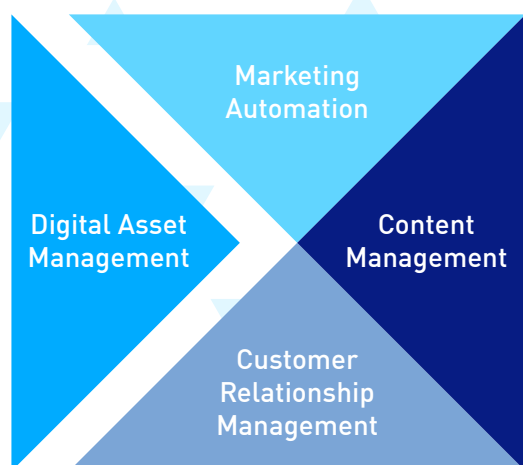 Marketing
Automation
Digital Asset
Management
Content
Management
Customer
Relationship
Management